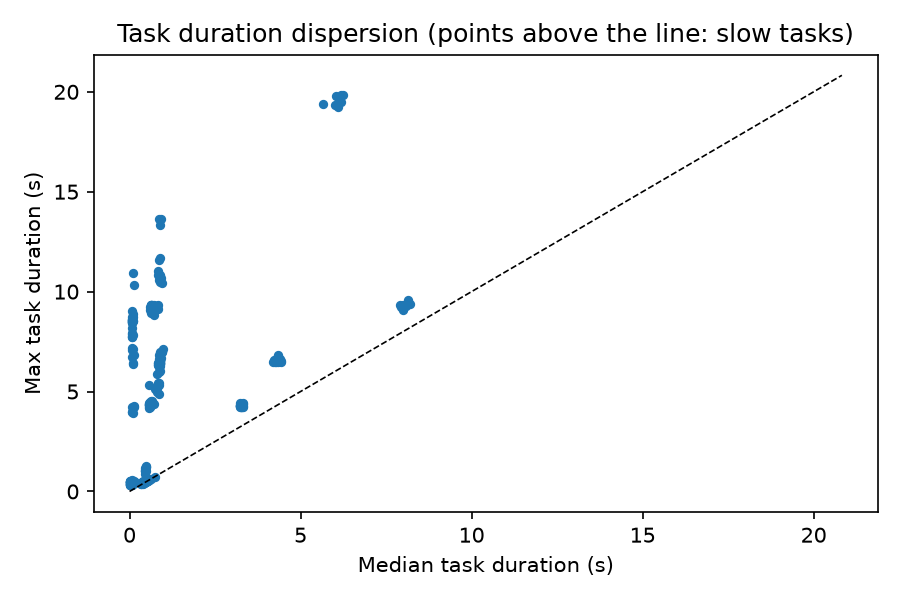 Task duration dispersion (points above the line: slow tasks)
20
15
10
5
0
Max task duration (s)
0 5 10 15 20
Median task duration (s)